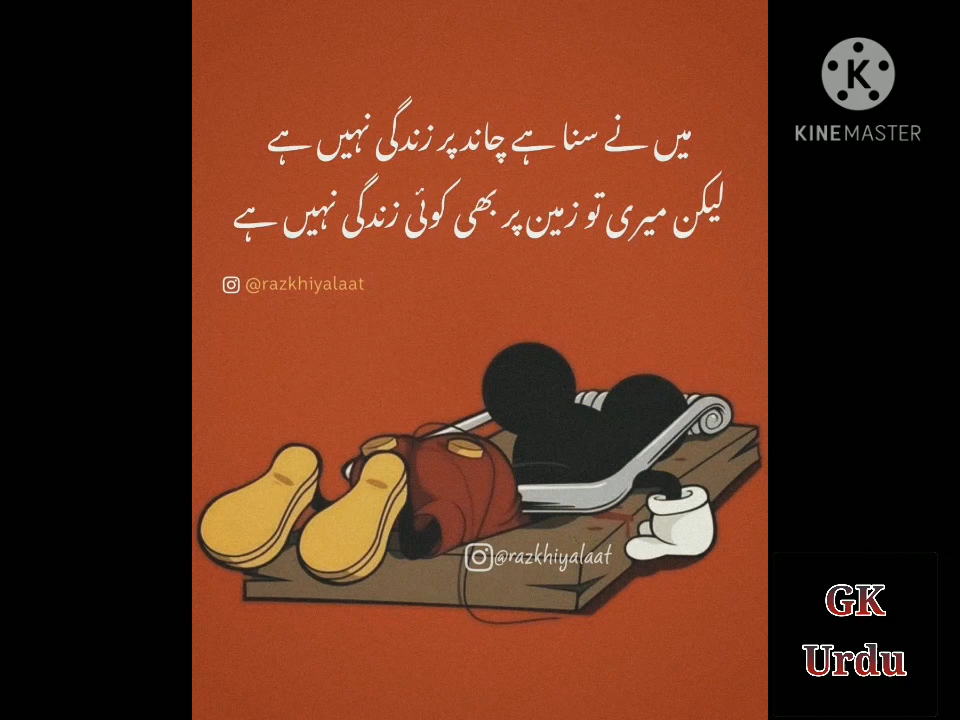 میں نے سنا ہے چاند پر زندگی نہیں ہے
لیکن میری تو زمین پر بھی کوئی زندگی نہیں ہے
@razkhiyalaat
@razkhiyalaat
KINEMASTER
GK
Urdu